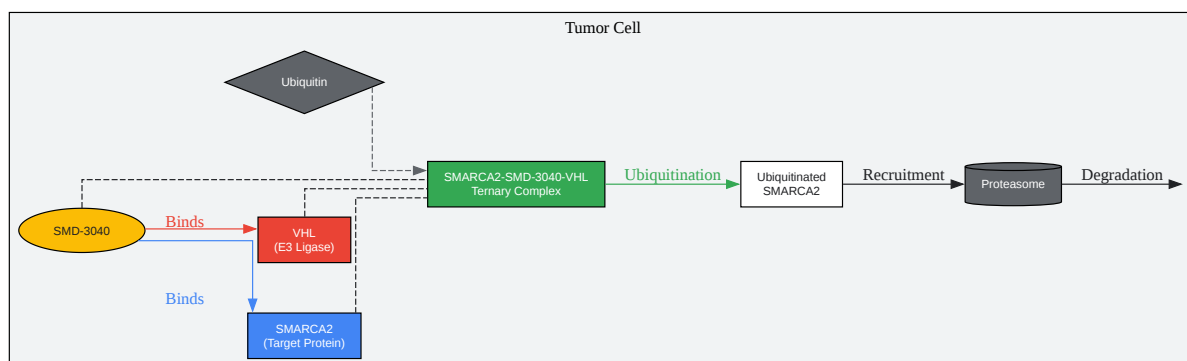 Tumor Cell
Ubiquitin
SMARCA2-SMD-3040-VHL
Ternary Complex
Ubiquitination
Ubiquitinated
SMARCA2
Recruitment
Proteasome
Degradation
SMD-3040
Binds
VHL
(E3 Ligase)
Binds
SMARCA2
(Target Protein)